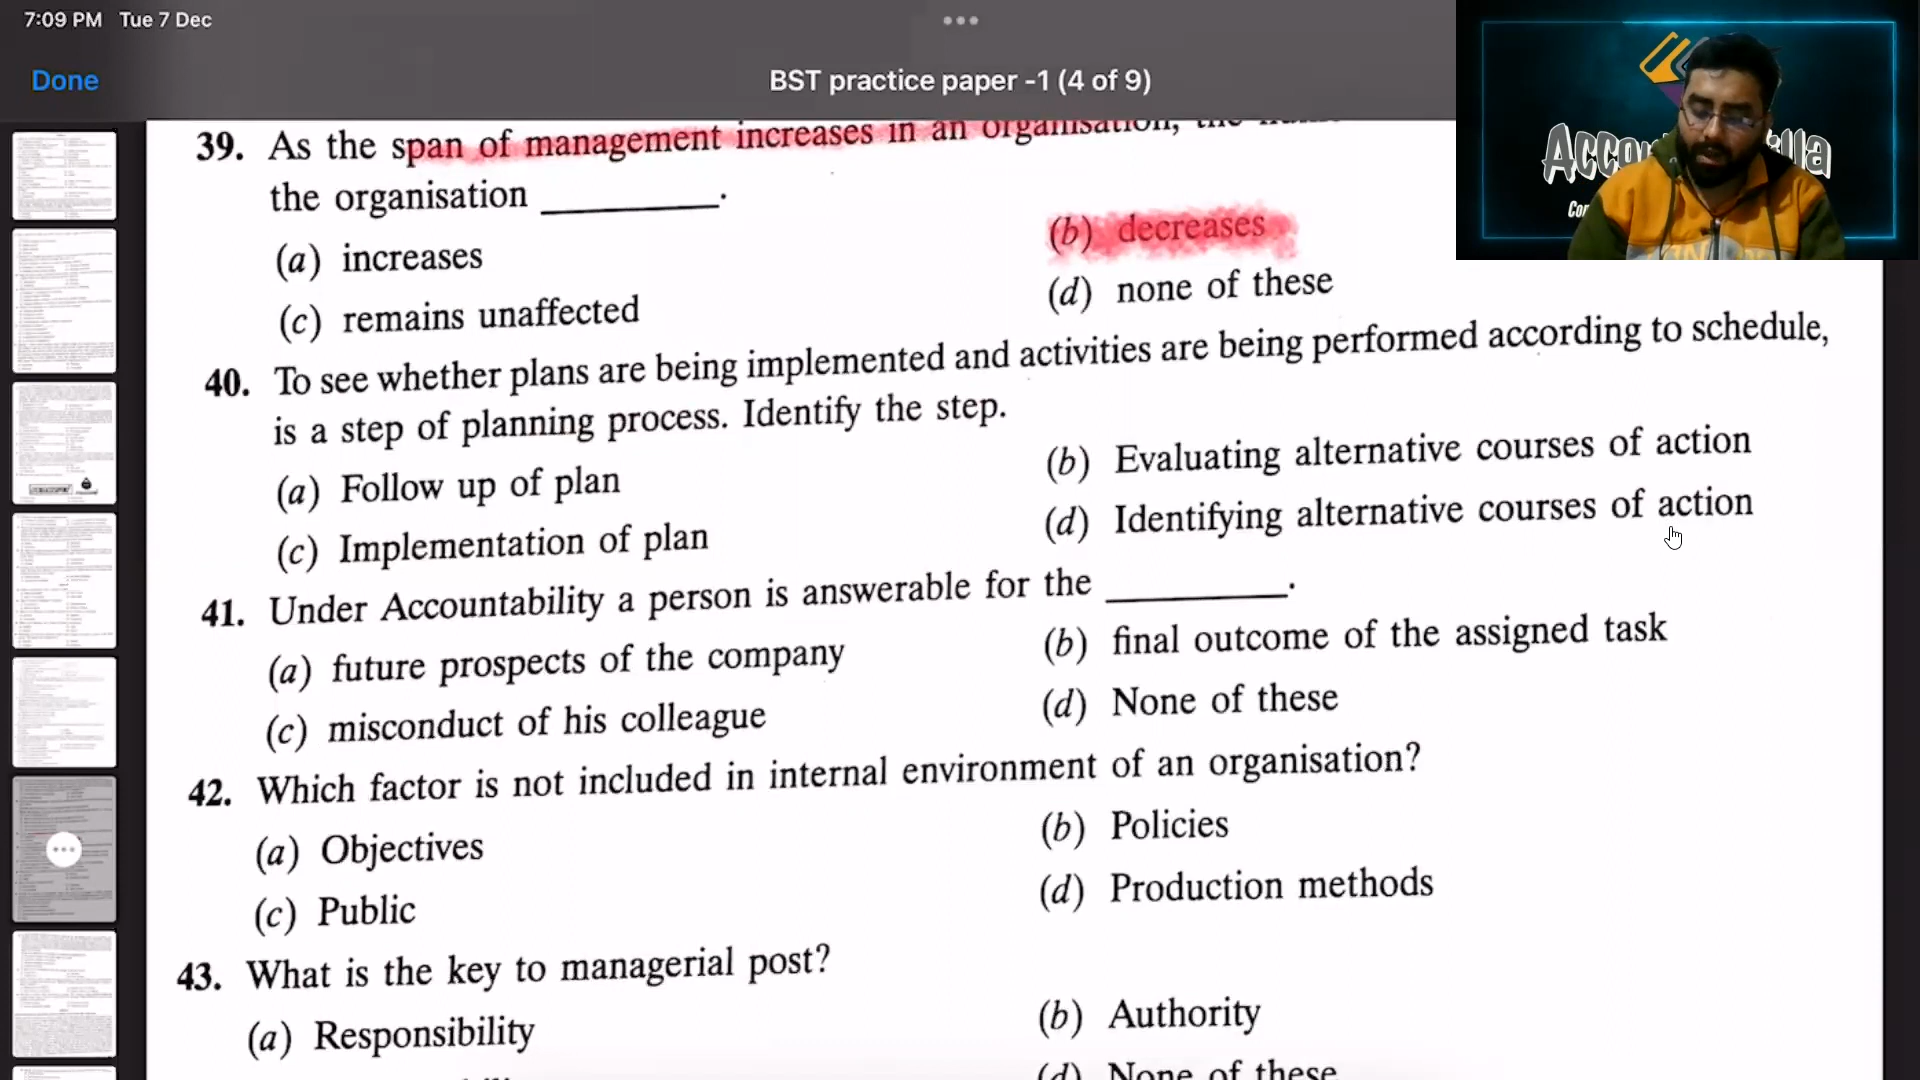 7:09 PM Tue 7 Dec
Done
BST practice paper -1 (4 of 9)
39. As the span of management increases in an organisation, the
the organisation ________.
(a) increases
(b) decreases
(c) remains unaffected
(d) none of these
40. To see whether plans are being implemented and activities are being performed according to schedule,
is a step of planning process. Identify the step.
(a) Follow up of plan
(b) Evaluating alternative courses of action
(c) Implementation of plan
(d) Identifying alternative courses of action
41. Under Accountability a person is answerable for the ________.
(a) future prospects of the company
(b) final outcome of the assigned task
(c) misconduct of his colleague
(d) None of these
42. Which factor is not included in internal environment of an organisation?
(a) Objectives
(b) Policies
(c) Public
(d) Production methods
43. What is the key to managerial post?
(a) Responsibility
(b) Authority
(d) None of these